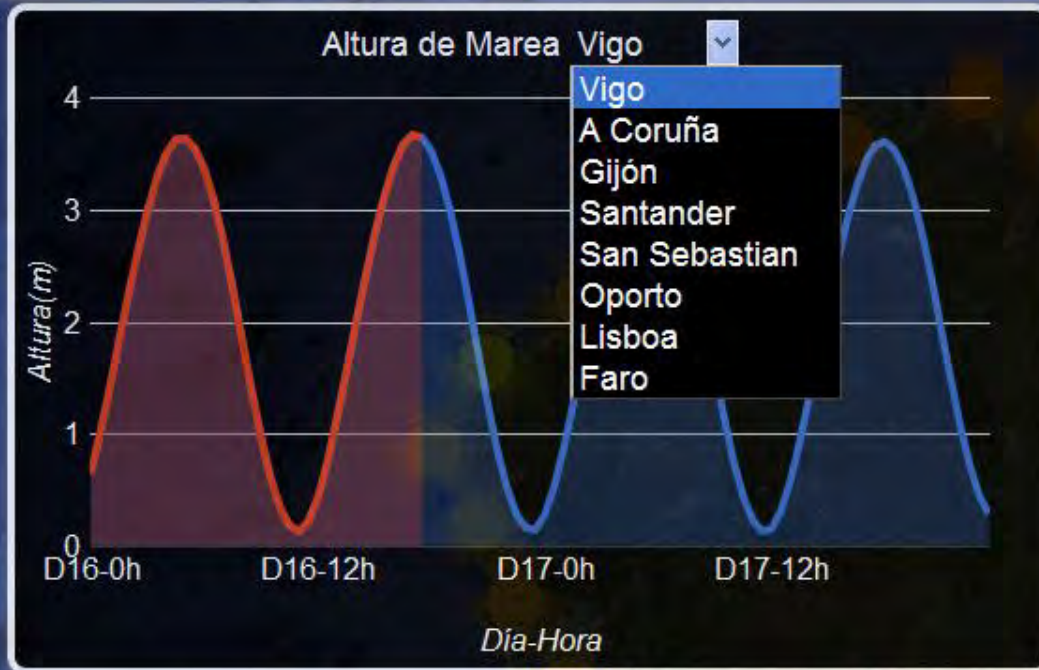 Altura de Marea Vigo
Vigo
A Coruña
Gijón
Santander
San Sebastian
Oporto
Lisboa
Faro
4
3
2
1
0
Altura(m)
D16-0h D16-12h D17-0h D17-12h
Día-Hora